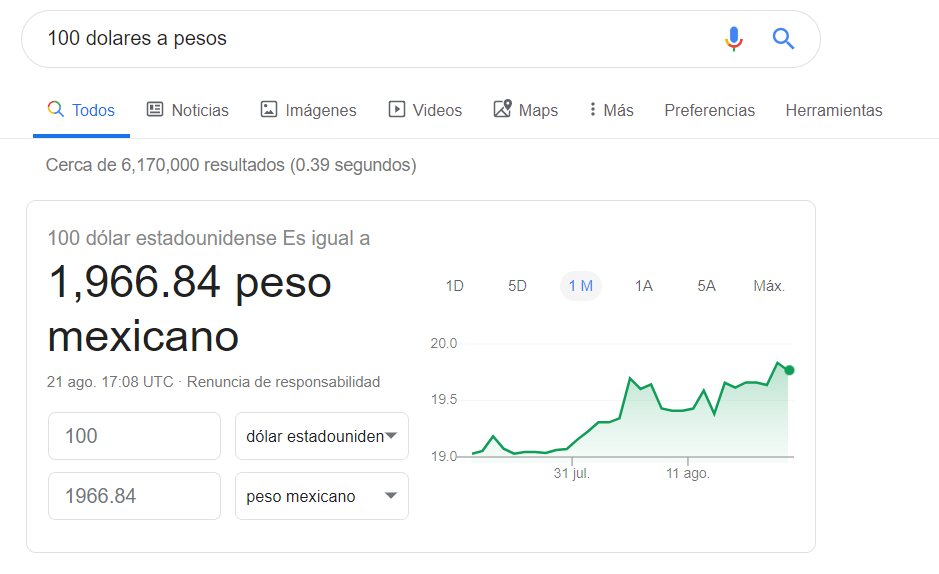 100 dolares a pesos
Todos Noticias Imágenes Videos Maps Más Preferencias Herramientas
Cerca de 6,170,000 resultados (0.39 segundos)
100 dólar estadounidense Es igual a
1,966.84 peso
mexicano
21 ago. 17:08 UTC · Renuncia de responsabilidad
100 dólar estadouniden
1966.84 peso mexicano
1D 5D 1 M 1A 5A Máx.
20.0
19.5
19.0
31 jul. 11 ago.